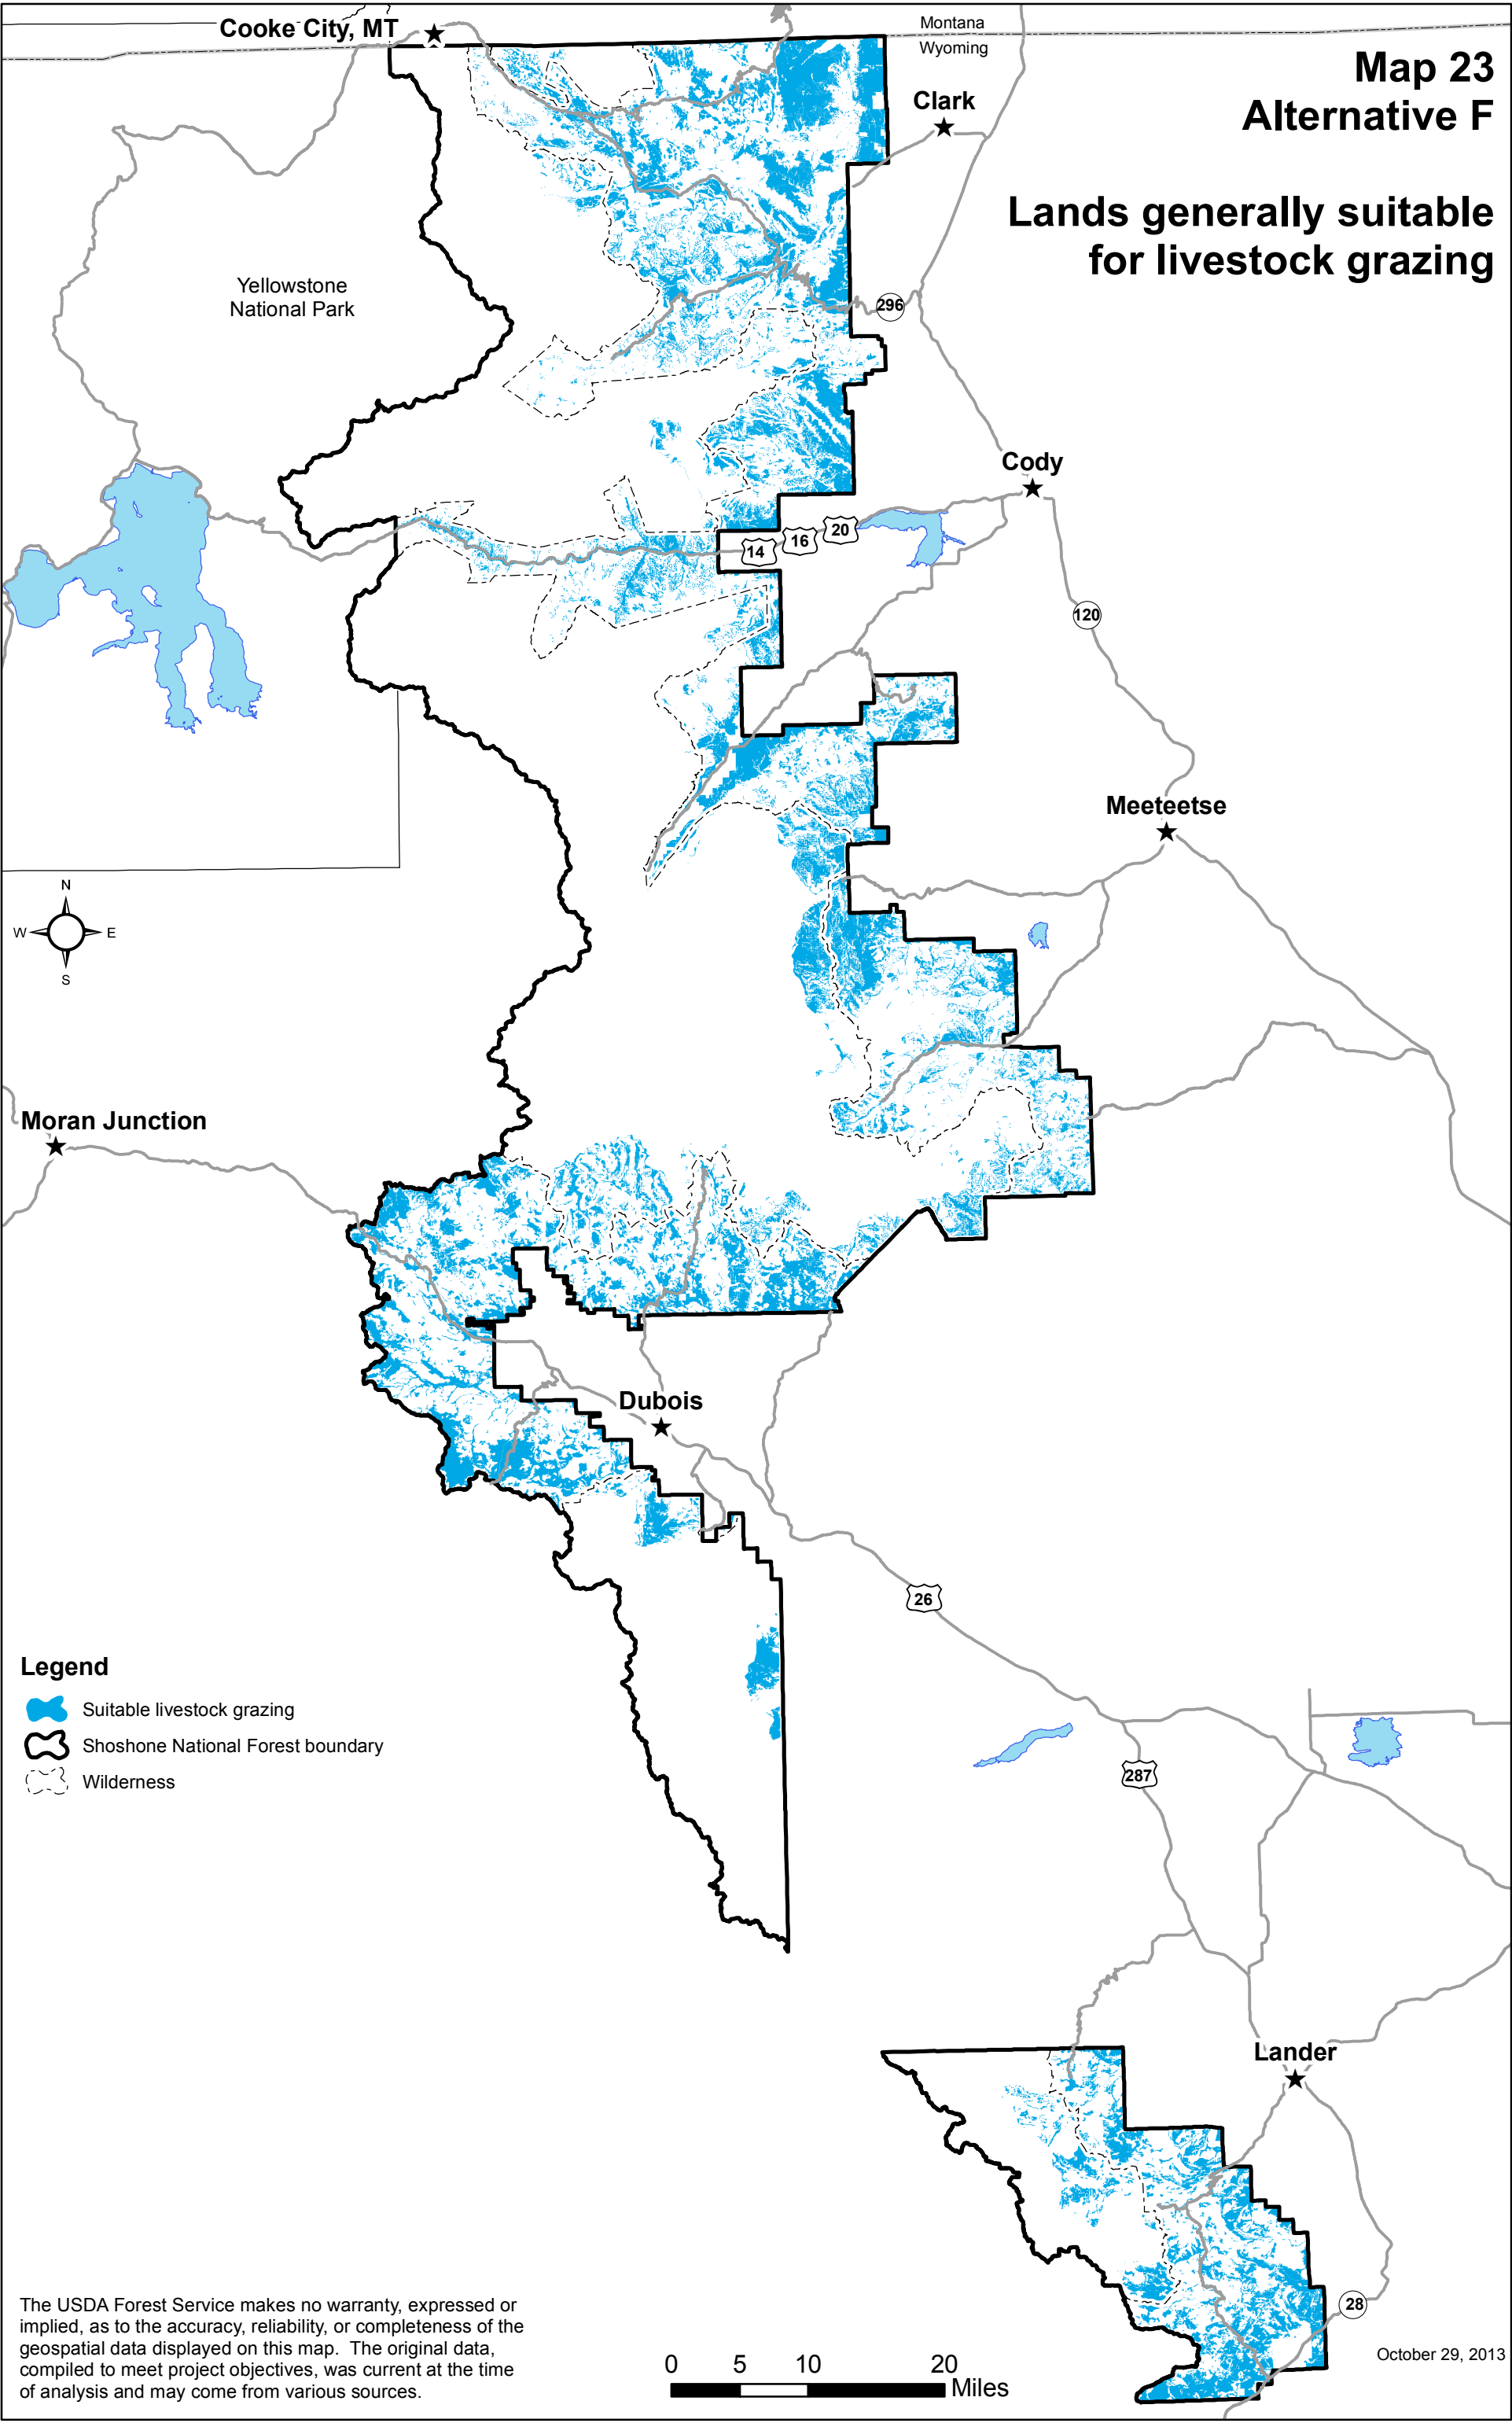 Cooke City, MT
Montana
Wyoming
Map 23
Alternative F
Clark
Lands generally suitable
for livestock grazing
Yellowstone
National Park
296
Cody
14
16
20
120
Meeteetse
N
W
E
S
Moran Junction
Dubois
26
Legend
Suitable livestock grazing
Shoshone National Forest boundary
Wilderness
287
Lander
28
The USDA Forest Service makes no warranty, expressed or
implied, as to the accuracy, reliability, or completeness of the
geospatial data displayed on this map. The original data,
compiled to meet project objectives, was current at the time
of analysis and may come from various sources.
0 5 10 20
Miles
October 29, 2013